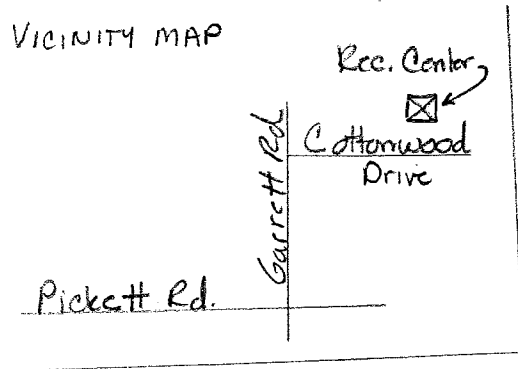 VICINITY MAP
Rec. Center
Garrett Rd
Cottonwood
Drive
Pickett Rd.